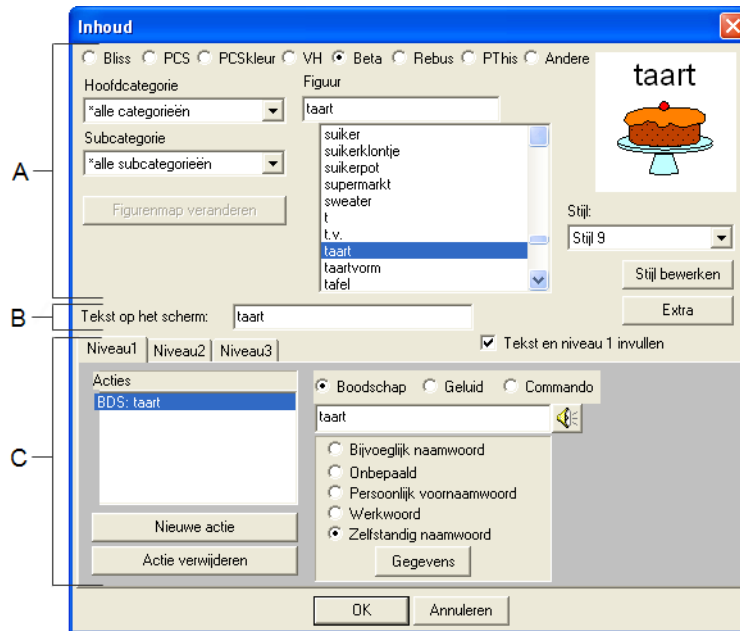 Inhoud
Bliss PCS PCSkleur VH Beta Rebus PThis Andere
Hoofdcategorie
*alle categorieën
Subcategorie
*alle subcategorieën
Figurenmap veranderen
Figuur
taart
suiker
suikerklontje
suikerpot
supermarkt
sweater
t
t.v.
taart
taartvorm
tafel
taart
Stijl:
Stijl 9
Stijl bewerken
Extra
A
B
Tekst op het scherm: taart
Tekst en niveau 1 invullen
C
Niveau1 Niveau2 Niveau3
Acties
BDS: taart
Nieuwe actie
Actie verwijderen
Boodschap Geluid Commando
taart
Bijvoeglijk naamwoord
Onbepaald
Persoonlijk voornaamwoord
Werkwoord
Zelfstandig naamwoord
Gegevens
OK Annuleren